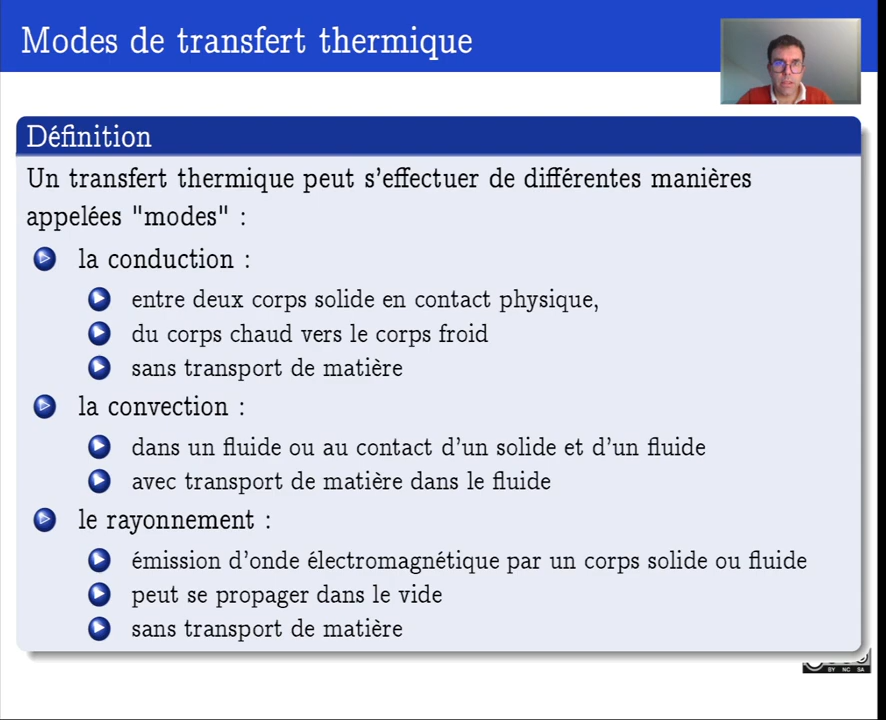 Modes de transfert thermique
Définition
Un transfert thermique peut s'effectuer de différentes manières
appelées "modes" :
la conduction :
entre deux corps solide en contact physique,
du corps chaud vers le corps froid
sans transport de matière
la convection :
dans un fluide ou au contact d'un solide et d'un fluide
avec transport de matière dans le fluide
le rayonnement :
émission d'onde électromagnétique par un corps solide ou fluide
peut se propager dans le vide
sans transport de matière
BY NC SA